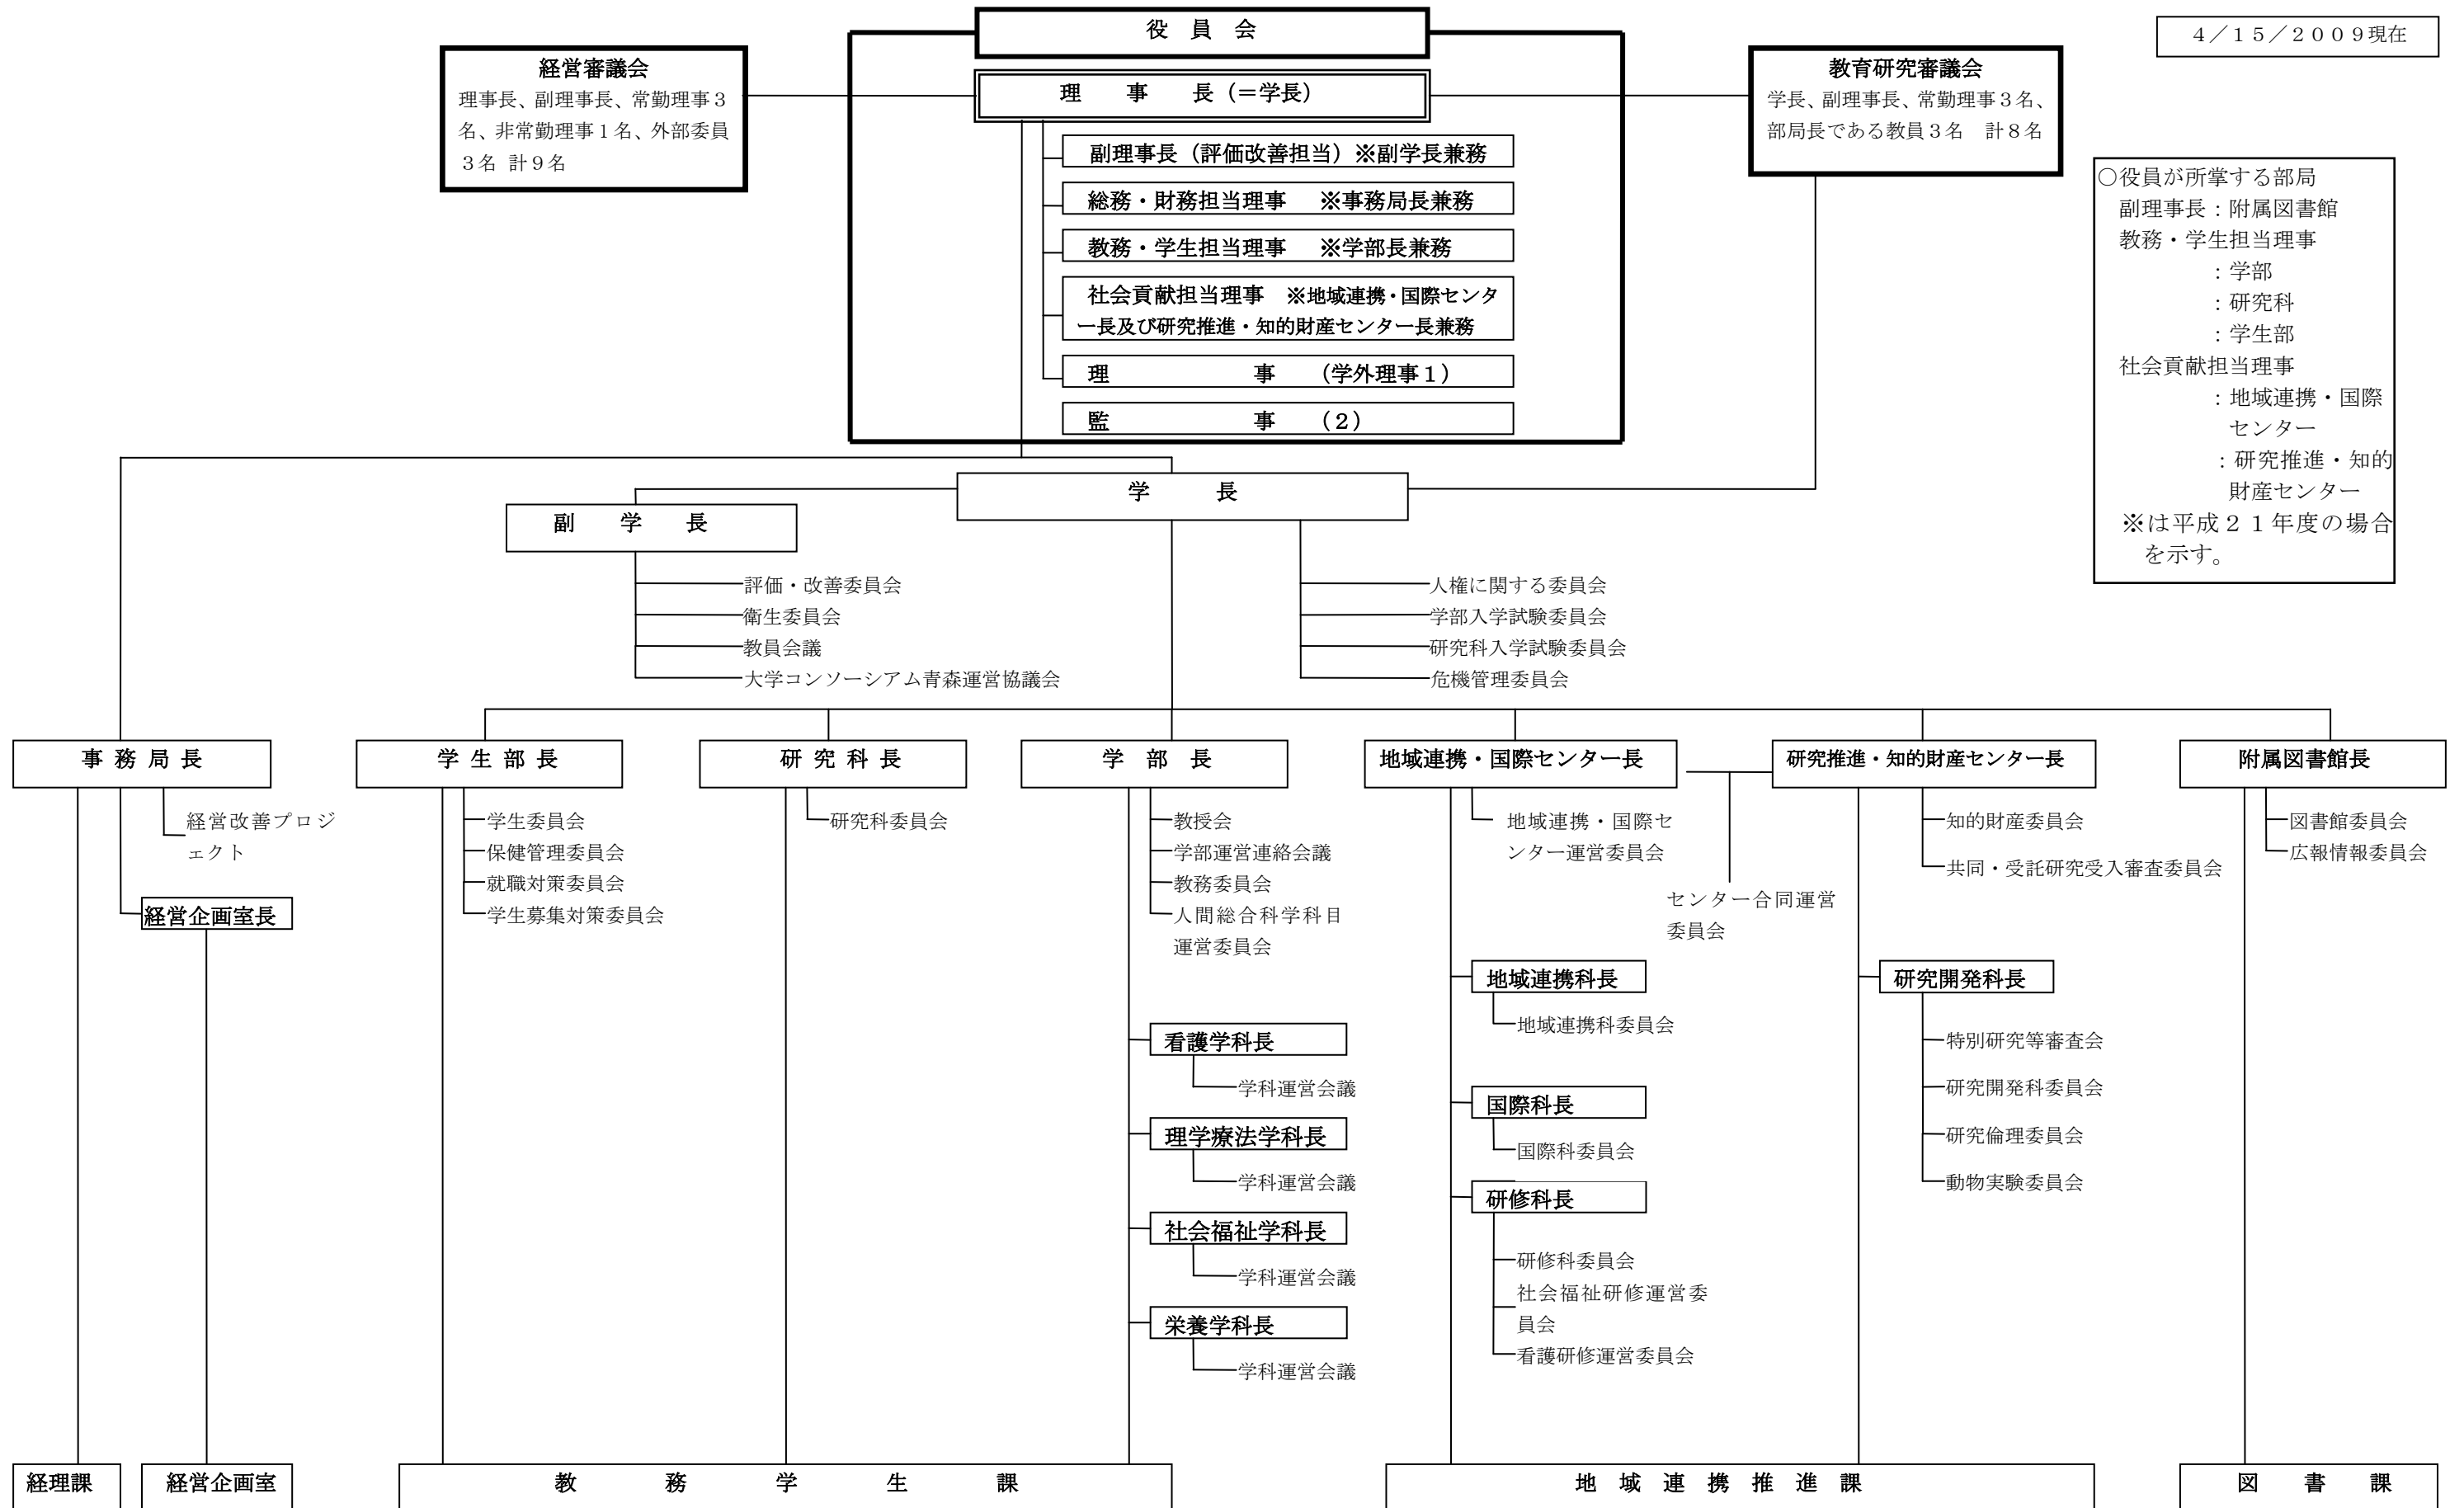 役　員　会
４／１５／２００９現在
経営審議会
理事長、副理事長、常勤理事３
名、非常勤理事１名、外部委員
３名 計９名
理　事　長（＝学長）
教育研究審議会
学長、副理事長、常勤理事３名、
部局長である教員３名　計８名
副理事長（評価改善担当）※副学長兼務
総務・財務担当理事　※事務局長兼務
教務・学生担当理事　※学部長兼務
社会貢献担当理事　※地域連携・国際センタ
ー長及び研究推進・知的財産センター長兼務
理　事　（学外理事１）
監　事　（２）
○役員が所掌する部局
副理事長：附属図書館
教務・学生担当理事
：学部
：研究科
：学生部
社会貢献担当理事
：地域連携・国際
センター
：研究推進・知的
財産センター
※は平成２１年度の場合
を示す。
学　長
副　学　長
評価・改善委員会
衛生委員会
教員会議
大学コンソーシアム青森運営協議会
人権に関する委員会
学部入学試験委員会
研究科入学試験委員会
危機管理委員会
事務局長
経営改善プロジ
ェクト
経営企画室長
学生部長
学生委員会
保健管理委員会
就職対策委員会
学生募集対策委員会
研究科長
研究科委員会
学　部　長
教授会
学部運営連絡会議
教務委員会
人間総合科学科目
運営委員会
看護学科長
学科運営会議
理学療法学科長
学科運営会議
社会福祉学科長
学科運営会議
栄養学科長
学科運営会議
地域連携・国際センター長
地域連携・国際セ
ンター運営委員会
センター合同運営
委員会
地域連携科長
地域連携科委員会
国際科長
国際科委員会
研修科長
研修科委員会
社会福祉研修運営委
員会
看護研修運営委員会
研究推進・知的財産センター長
知的財産委員会
共同・受託研究受入審査委員会
研究開発科長
特別研究等審査会
研究開発科委員会
研究倫理委員会
動物実験委員会
附属図書館長
図書館委員会
広報情報委員会
経理課
経営企画室
教　務　学　生　課
地　域　連　携　推　進　課
図　書　課